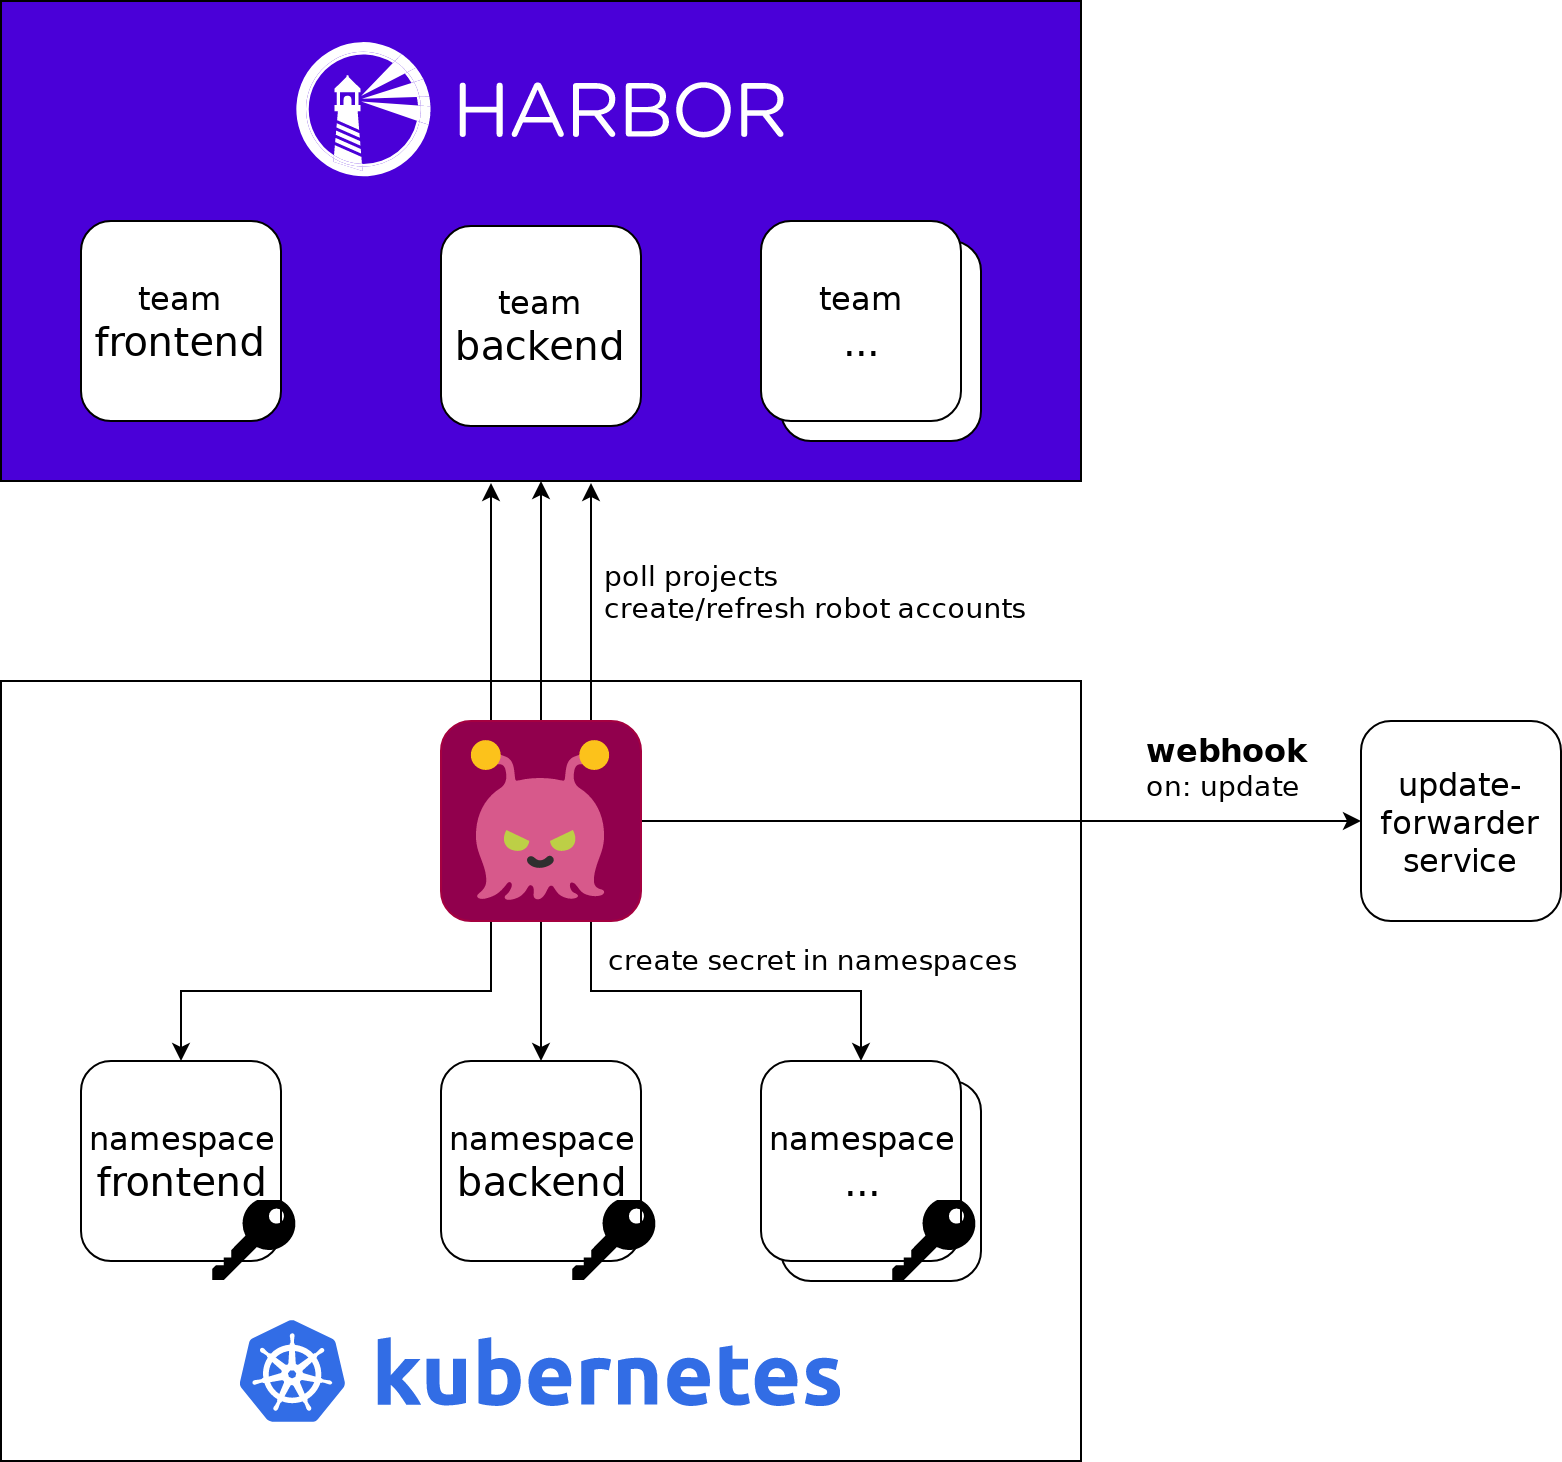 HARBOR
team
frontend
team
backend
team
...
poll projects
create/refresh robot accounts
webhook
on: update
update-
forwarder
service
create secret in namespaces
namespace
frontend
namespace
backend
namespace
...
kubernetes